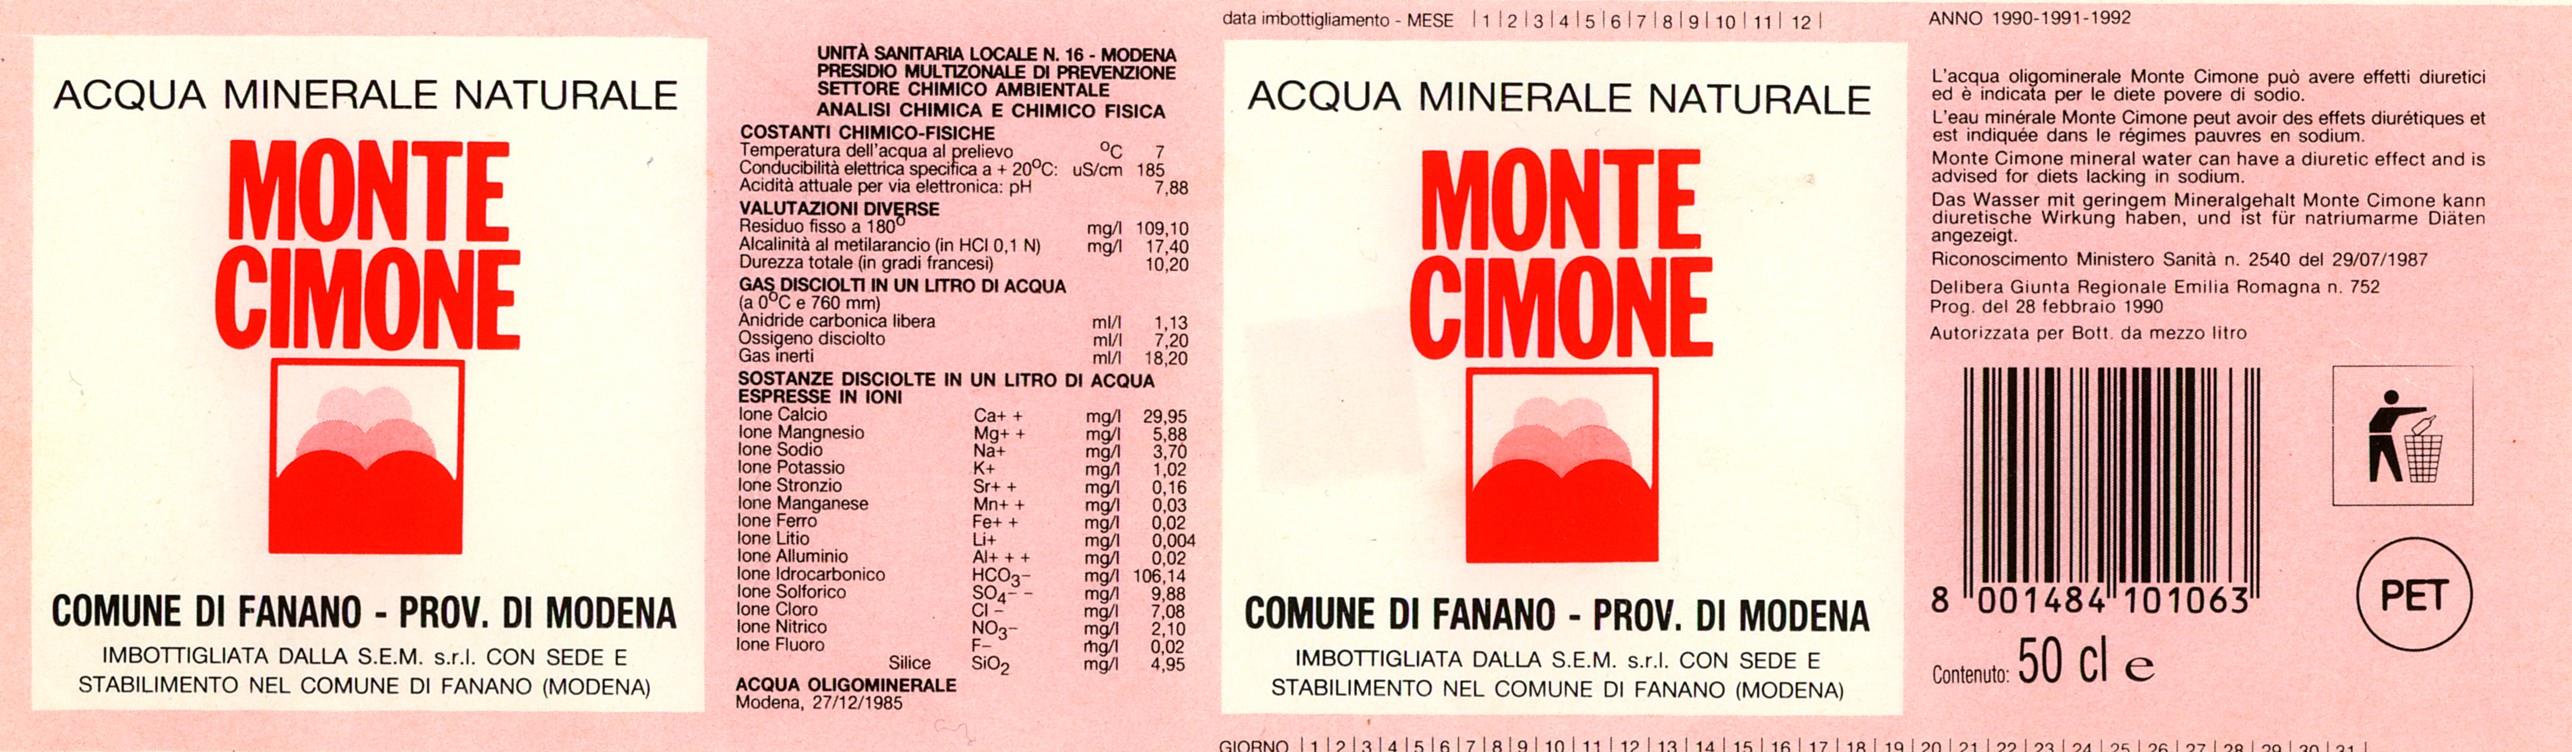 ACQUA MINERALE NATURALE
MONTE
CIMONE
COMUNE DI FANANO - PROV. DI MODENA
IMBOTTIGLIATA DALLA S.E.M. s.r.l. CON SEDE E
STABILIMENTO NEL COMUNE DI FANANO (MODENA)
UNITÀ SANITARIA LOCALE N. 16 - MODENA
PRESIDIO MULTIZONALE DI PREVENZIONE
SETTORE CHIMICO AMBIENTALE
ANALISI CHIMICA E CHIMICO FISICA
COSTANTI CHIMICO-FISICHE
Temperatura dell'acqua al prelievo °C 7
Conducibilità elettrica specifica a + 20°C: uS/cm 185
Acidità attuale per via elettronica: pH 7,88
VALUTAZIONI DIVERSE
Residuo fisso a 180° mg/l 109,10
Alcalinità al metilarancio (in HCl 0,1 N) mg/l 17,40
Durezza totale (in gradi francesi) 10,20
GAS DISCIOLTI IN UN LITRO DI ACQUA
(a 0°C e 760 mm)
Anidride carbonica libera ml/l 1,13
Ossigeno disciolto ml/l 7,20
Gas inerti ml/l 18,20
SOSTANZE DISCIOLTE IN UN LITRO DI ACQUA
ESPRESSE IN IONI
Ione Calcio Ca+ + mg/l 29,95
Ione Mangnesio Mg+ + mg/l 5,88
Ione Sodio Na+ mg/l 3,70
Ione Potassio K+ mg/l 1,02
Ione Stronzio Sr+ + mg/l 0,16
Ione Manganese Mn+ + mg/l 0,03
Ione Ferro Fe+ + mg/l 0,02
Ione Litio Li+ mg/l 0,004
Ione Alluminio Al+ + + mg/l 0,02
Ione Idrocarbonico HCO3− mg/l 106,14
Ione Solforico SO4− − mg/l 9,88
Ione Cloro Cl − mg/l 7,08
Ione Nitrico NO3− mg/l 2,10
Ione Fluoro F− mg/l 0,02
Silice SiO2 mg/l 4,95
ACQUA OLIGOMINERALE
Modena, 27/12/1985
data imbottigliamento - MESE | 1 | 2 | 3 | 4 | 5 | 6 | 7 | 8 | 9 | 10 | 11 | 12 |
ACQUA MINERALE NATURALE
MONTE
CIMONE
COMUNE DI FANANO - PROV. DI MODENA
IMBOTTIGLIATA DALLA S.E.M. s.r.l. CON SEDE E
STABILIMENTO NEL COMUNE DI FANANO (MODENA)
GIORNO | 1 | 2 | 3 | 4 | 5 | 6 | 7 | 8 | 9 | 10 | 11 | 12 | 13 | 14 | 15 | 16 | 17 | 18 | 19 | 20 | 21 | 22 | 23 | 24 | 25 | 26 | 27 | 28 | 29 | 30 | 31 |
ANNO 1990-1991-1992
L'acqua oligominerale Monte Cimone può avere effetti diuretici
ed è indicata per le diete povere di sodio.
L'eau minérale Monte Cimone peut avoir des effets diurétiques et
est indiquée dans le régimes pauvres en sodium.
Monte Cimone mineral water can have a diuretic effect and is
advised for diets lacking in sodium.
Das Wasser mit geringem Mineralgehalt Monte Cimone kann
diuretische Wirkung haben, und ist für natriumarme Diäten
angezeigt.
Riconoscimento Ministero Sanità n. 2540 del 29/07/1987
Delibera Giunta Regionale Emilia Romagna n. 752
Prog. del 28 febbraio 1990
Autorizzata per Bott. da mezzo litro
8 001484 101063
PET
Contenuto: 50 cl e